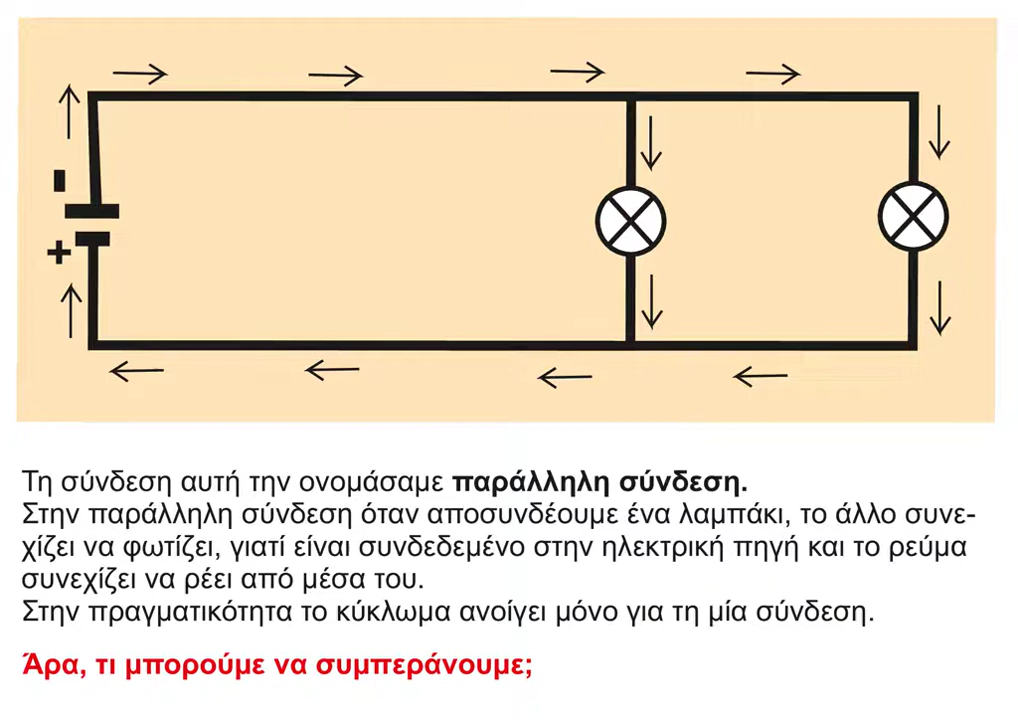 -
+
Τη σύνδεση αυτή την ονομάσαμε παράλληλη σύνδεση.
Στην παράλληλη σύνδεση όταν αποσυνδέουμε ένα λαμπάκι, το άλλο συνε-
χίζει να φωτίζει, γιατί είναι συνδεδεμένο στην ηλεκτρική πηγή και το ρεύμα
συνεχίζει να ρέει από μέσα του.
Στην πραγματικότητα το κύκλωμα ανοίγει μόνο για τη μία σύνδεση.
Άρα, τι μπορούμε να συμπεράνουμε;